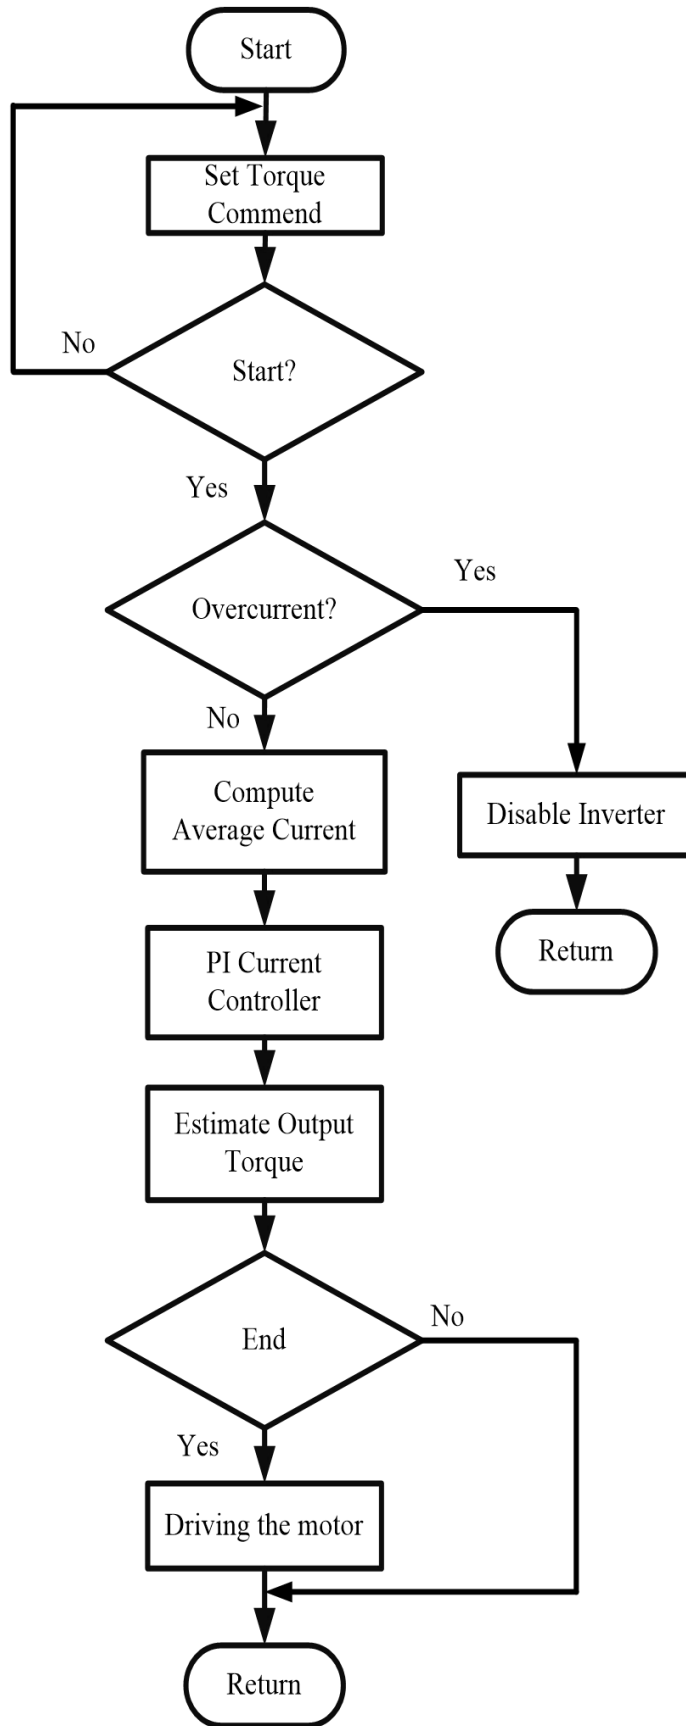 Start
Set Torque
Commend
No
Start?
Yes
Yes
Overcurrent?
No
Compute
Average Current
Disable Inverter
PI Current
Controller
Return
Estimate Output
Torque
No
End
Yes
Driving the motor
Return